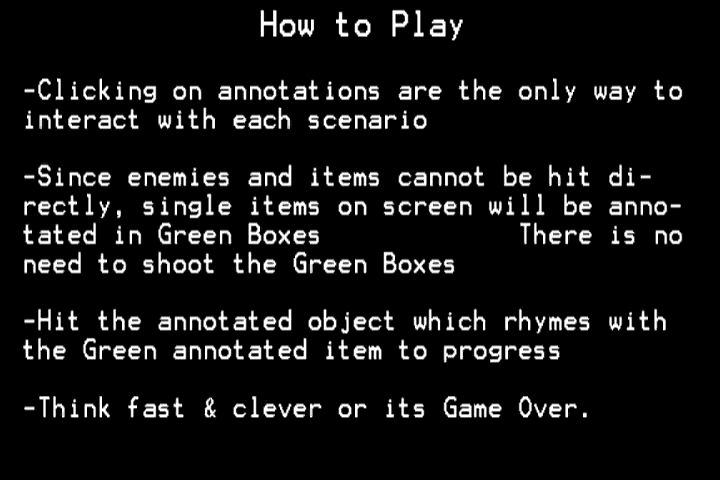 How to Play
-Clicking on annotations are the only way to
interact with each scenario
-Since enemies and items cannot be hit di-
rectly, single items on screen will be anno-
tated in Green Boxes There is no
need to shoot the Green Boxes
-Hit the annotated object which rhymes with
the Green annotated item to progress
-Think fast & clever or its Game Over.